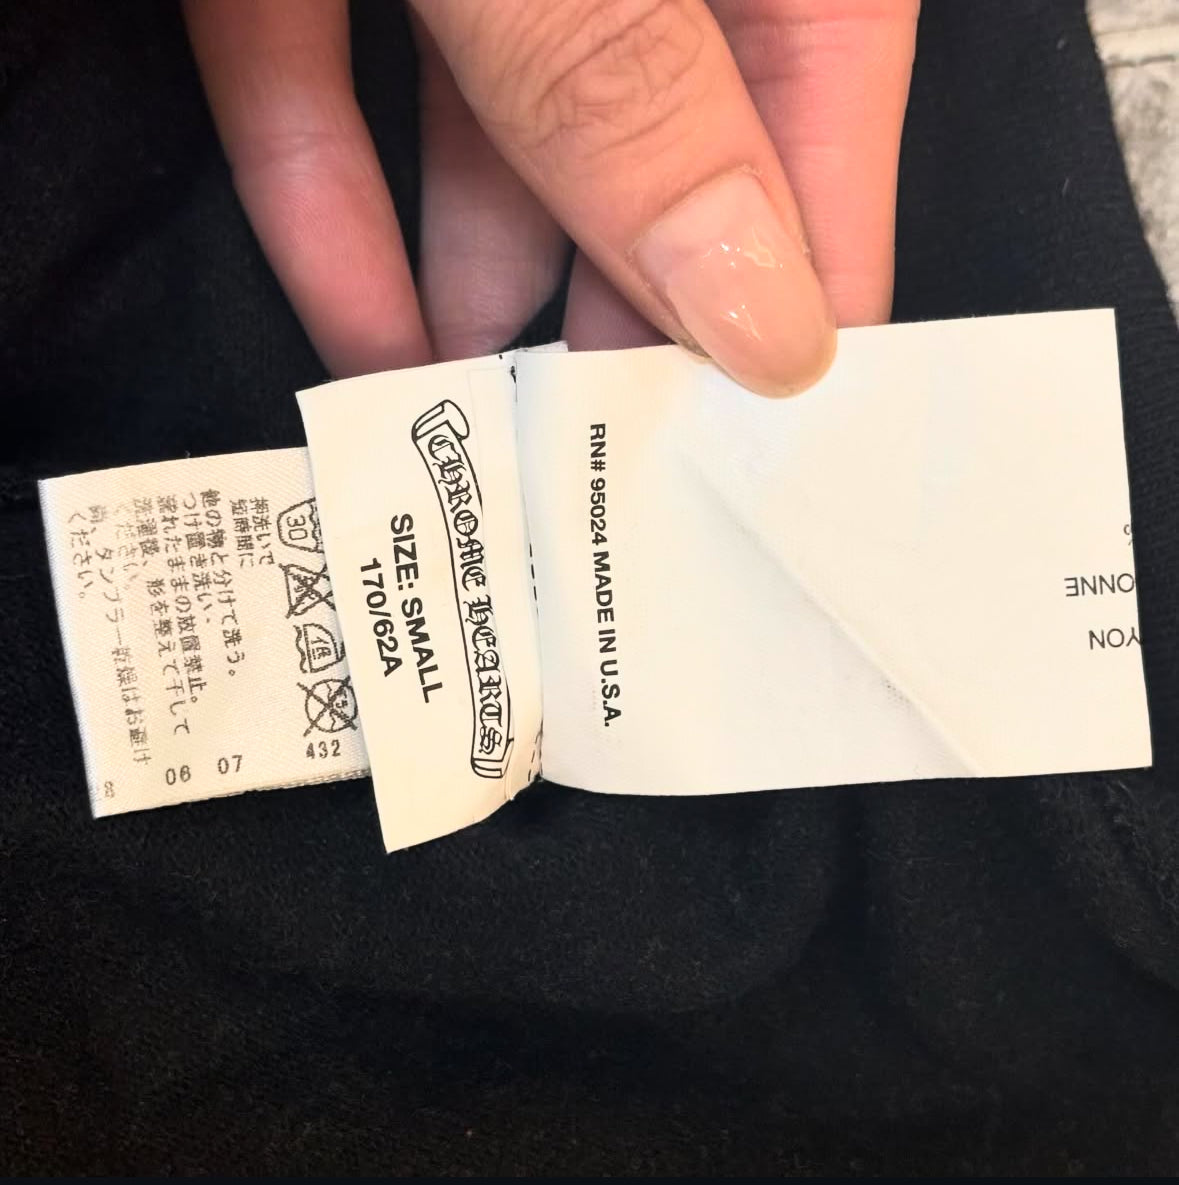 押洗いで
短時間に
他の物と分けて洗う。
つけ置き洗い、
濡れたままの放置禁止。
洗濯後、形を整えて干して
ください。
尚、タンブラー乾燥はお避け
ください。
30
432
06 07
CHROME HEARTS
SIZE: SMALL
170/62A
RN# 95024 MADE IN U.S.A.
%
ONNE
YON